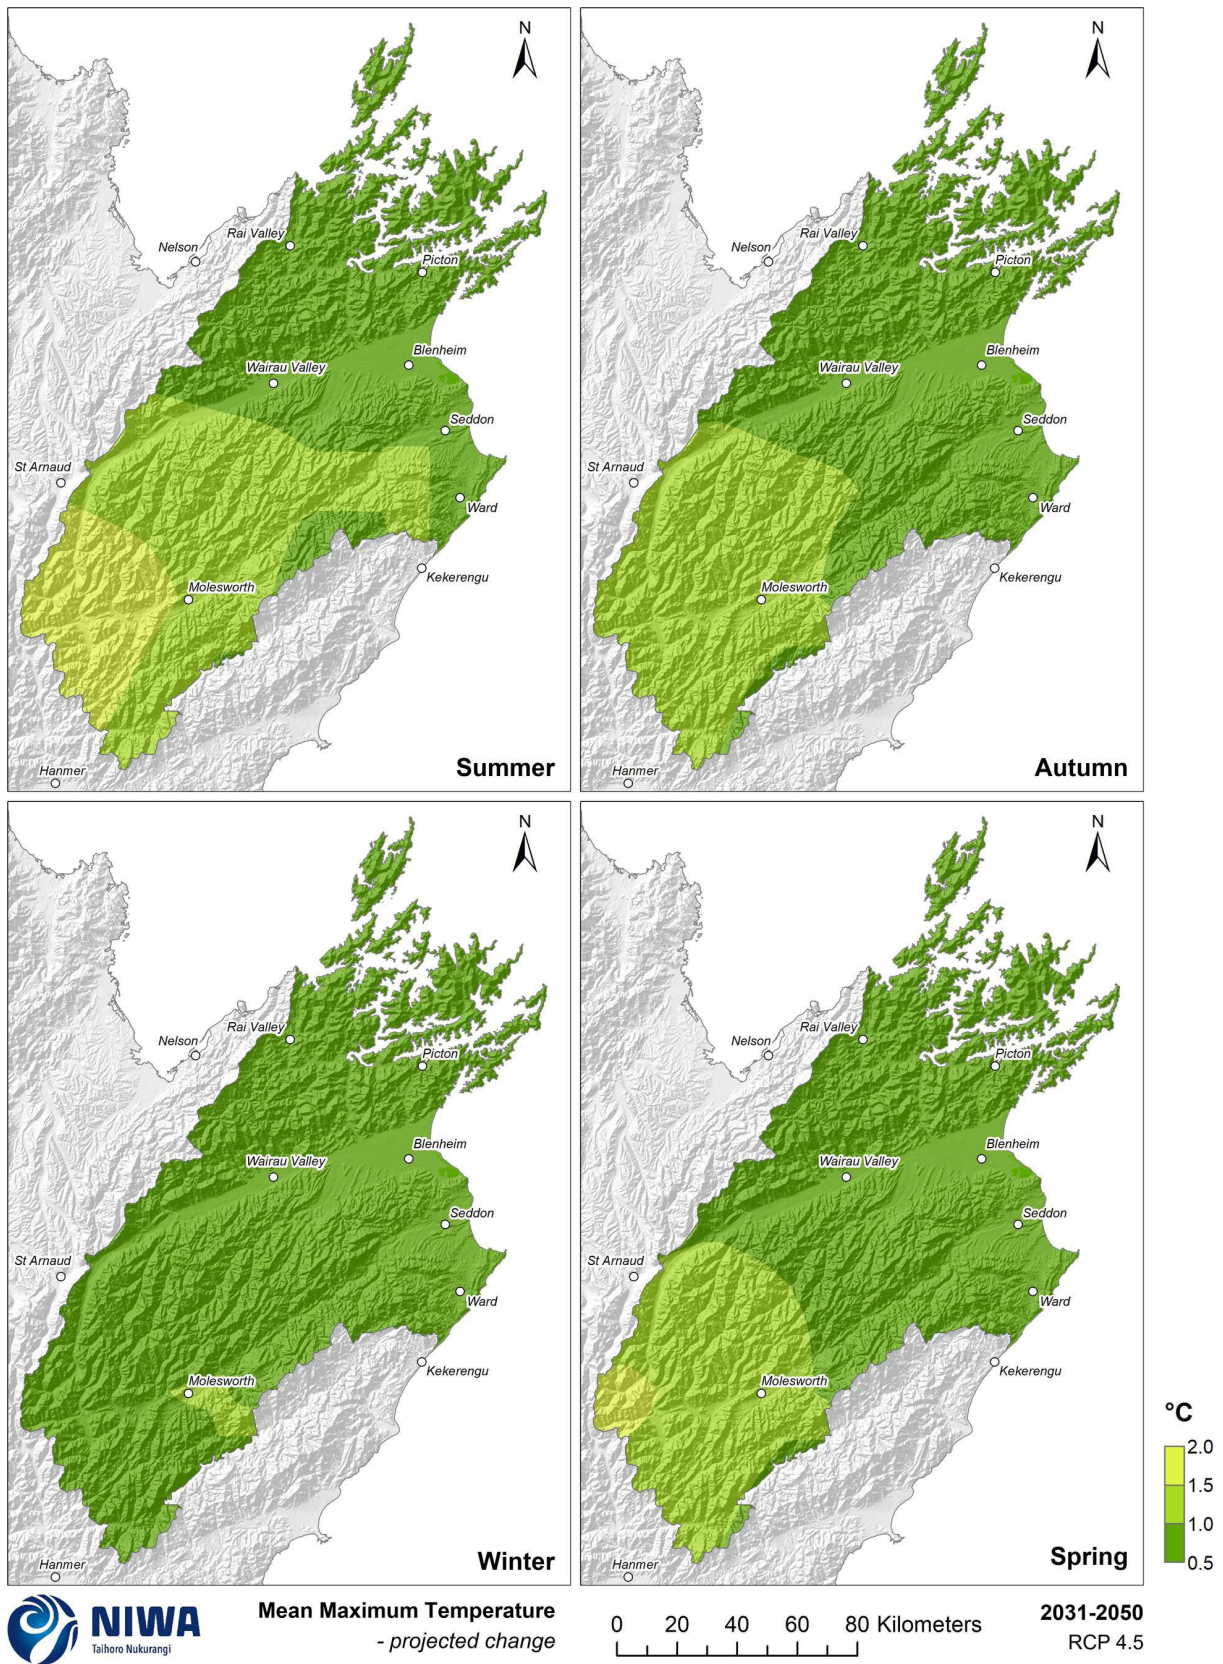 N
Nelson
Rai Valley
Picton
Blenheim
Wairau Valley
Seddon
St Arnaud
Ward
Kekerengu
Molesworth
Hanmer
Summer
N
Nelson
Rai Valley
Picton
Blenheim
Wairau Valley
Seddon
St Arnaud
Ward
Kekerengu
Molesworth
Hanmer
Autumn
N
Nelson
Rai Valley
Picton
Blenheim
Wairau Valley
Seddon
St Arnaud
Ward
Kekerengu
Molesworth
Hanmer
Winter
N
Nelson
Rai Valley
Picton
Blenheim
Wairau Valley
Seddon
St Arnaud
Ward
Kekerengu
Molesworth
Hanmer
Spring
°C
2.0
1.5
1.0
0.5
NIWA
Taihoro Nukurangi
Mean Maximum Temperature
- projected change
0 20 40 60 80 Kilometers
2031-2050
RCP 4.5